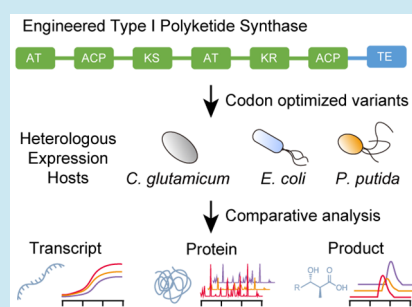 Engineered Type I Polyketide Synthase
AT ACP KS AT KR ACP TE
Codon optimized variants
Heterologous
Expression
Hosts
C. glutamicum E. coli P. putida
Comparative analysis
Transcript Protein Product
OH O
R OH